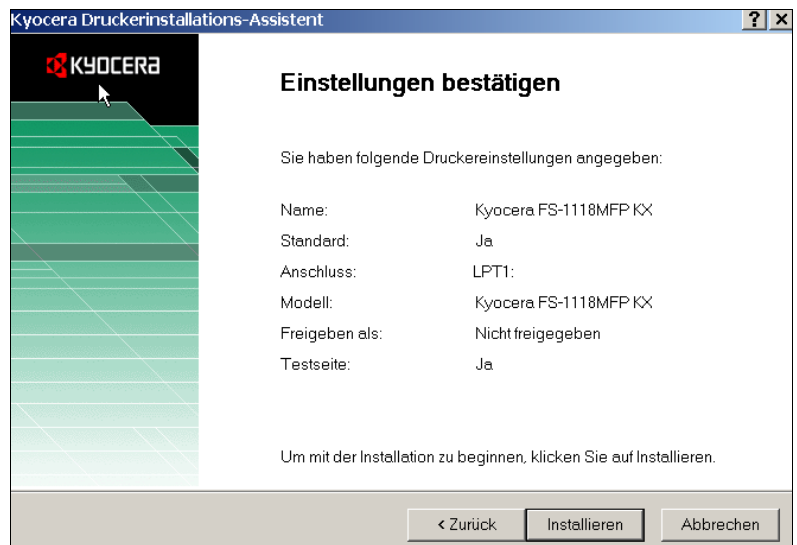 Kyocera Druckerinstallations-Assistent
KYOCERA
Einstellungen bestätigen
Sie haben folgende Druckereinstellungen angegeben:
Name: Kyocera FS-1118MFP KX
Standard: Ja
Anschluss: LPT1:
Modell: Kyocera FS-1118MFP KX
Freigeben als: Nicht freigegeben
Testseite: Ja
Um mit der Installation zu beginnen, klicken Sie auf Installieren.
< Zurück Installieren Abbrechen